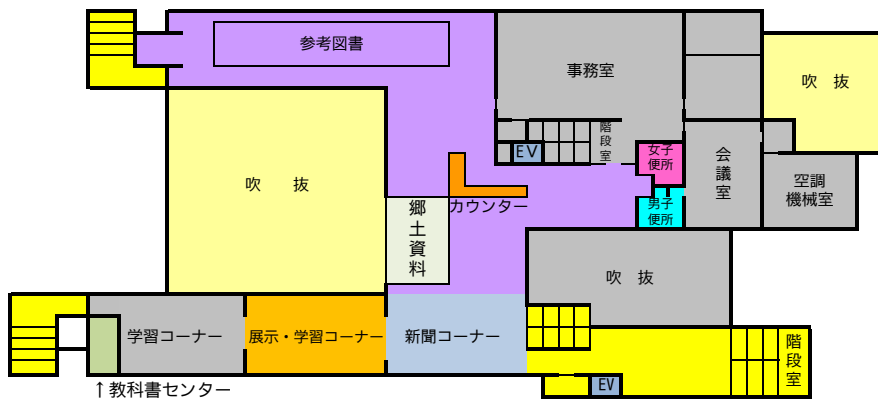 参考図書
事務室
吹　抜
階段室
EV
女子
便所
会議室
空調
機械室
吹　　抜
郷土資料
カウンター
男子
便所
吹　抜
学習コーナー
展示・学習コーナー
新聞コーナー
階段室
EV
↑教科書センター